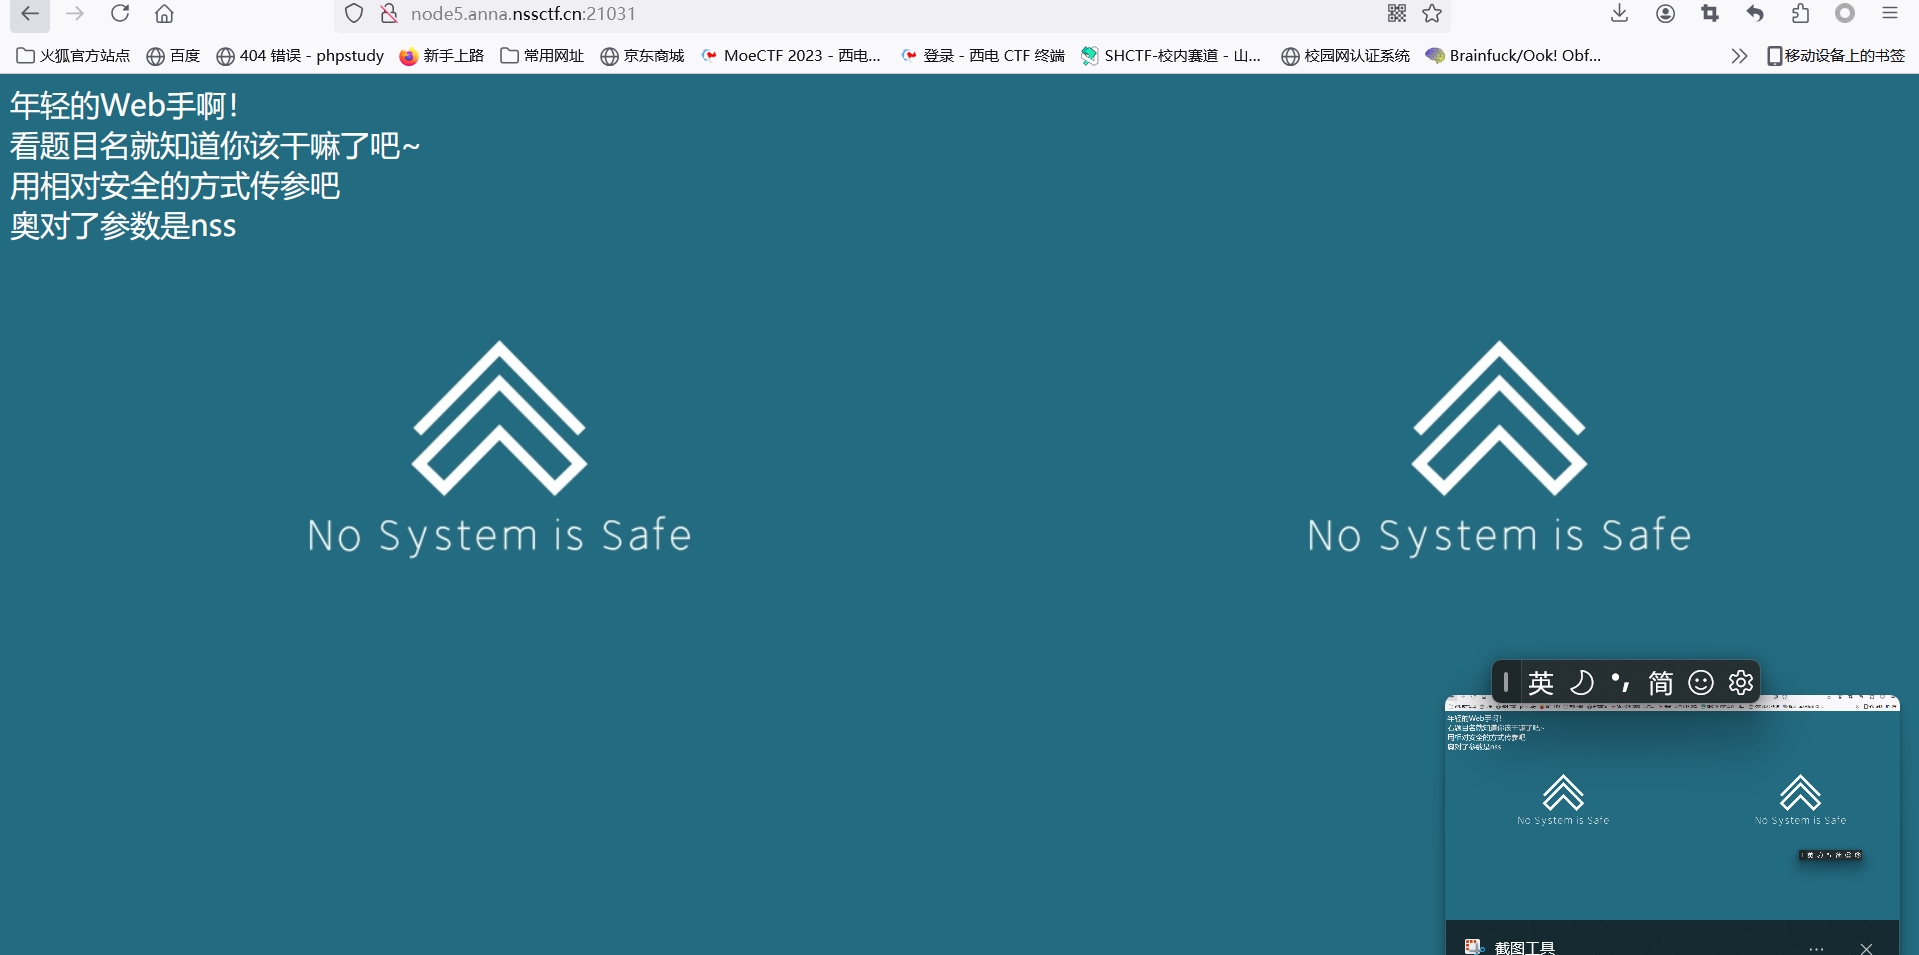 node5.anna.nssctf.cn:21031
火狐官方站点 百度 404 错误 - phpstudy 新手上路 常用网址 京东商城 MoeCTF 2023 - 西电... 登录 - 西电 CTF 终端 SHCTF-校内赛道 - 山... 校园网认证系统 Brainfuck/Ook! Obf... 移动设备上的书签
年轻的Web手啊!
看题目名就知道你该干嘛了吧~
用相对安全的方式传参吧
奥对了参数是nss
No System is Safe
No System is Safe
英 简
年轻的Web手啊!
看题目名就知道你该干嘛了吧~
用相对安全的方式传参吧
奥对了参数是nss
No System is Safe
No System is Safe
截图工具